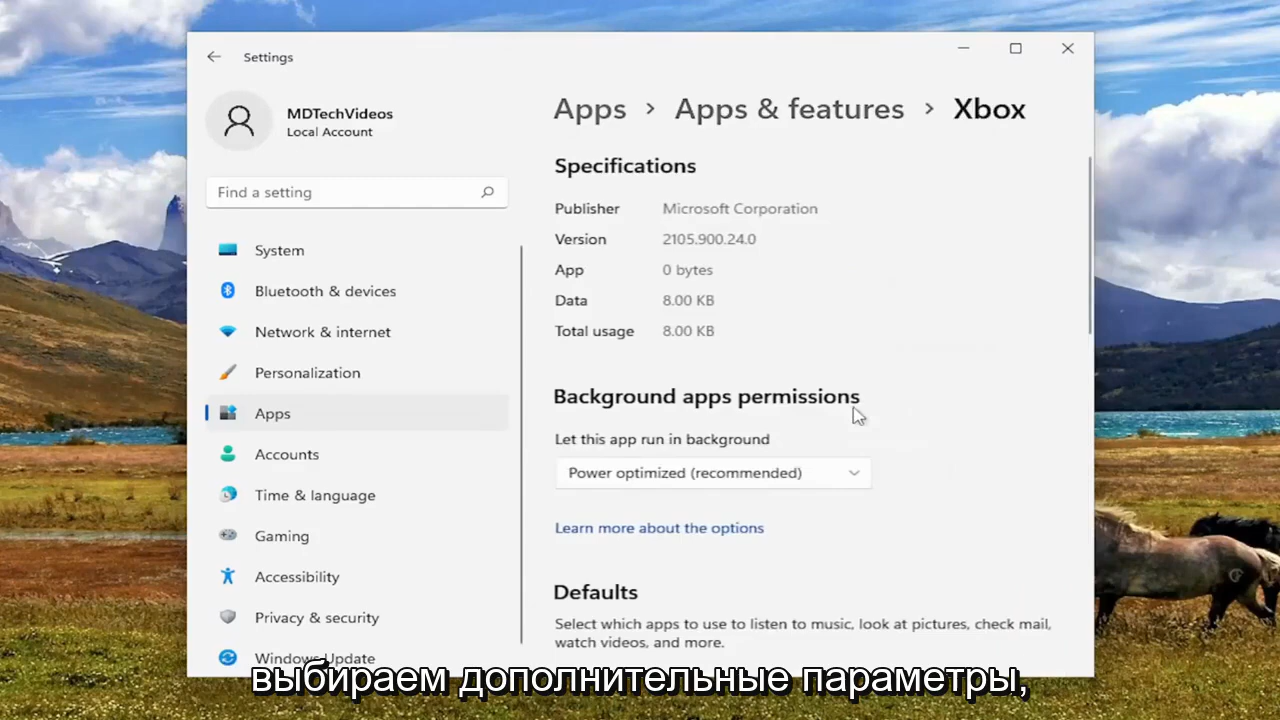 Settings
MDTechVideos
Local Account
Find a setting
System
Bluetooth & devices
Network & internet
Personalization
Apps
Accounts
Time & language
Gaming
Accessibility
Privacy & security
Windows Update
Apps > Apps & features > Xbox
Specifications
Publisher Microsoft Corporation
Version 2105.900.24.0
App 0 bytes
Data 8.00 KB
Total usage 8.00 KB
Background apps permissions
Let this app run in background
Power optimized (recommended)
Learn more about the options
Defaults
Select which apps to use to listen to music, look at pictures, check mail,
watch videos, and more.
выбираем дополнительные параметры,